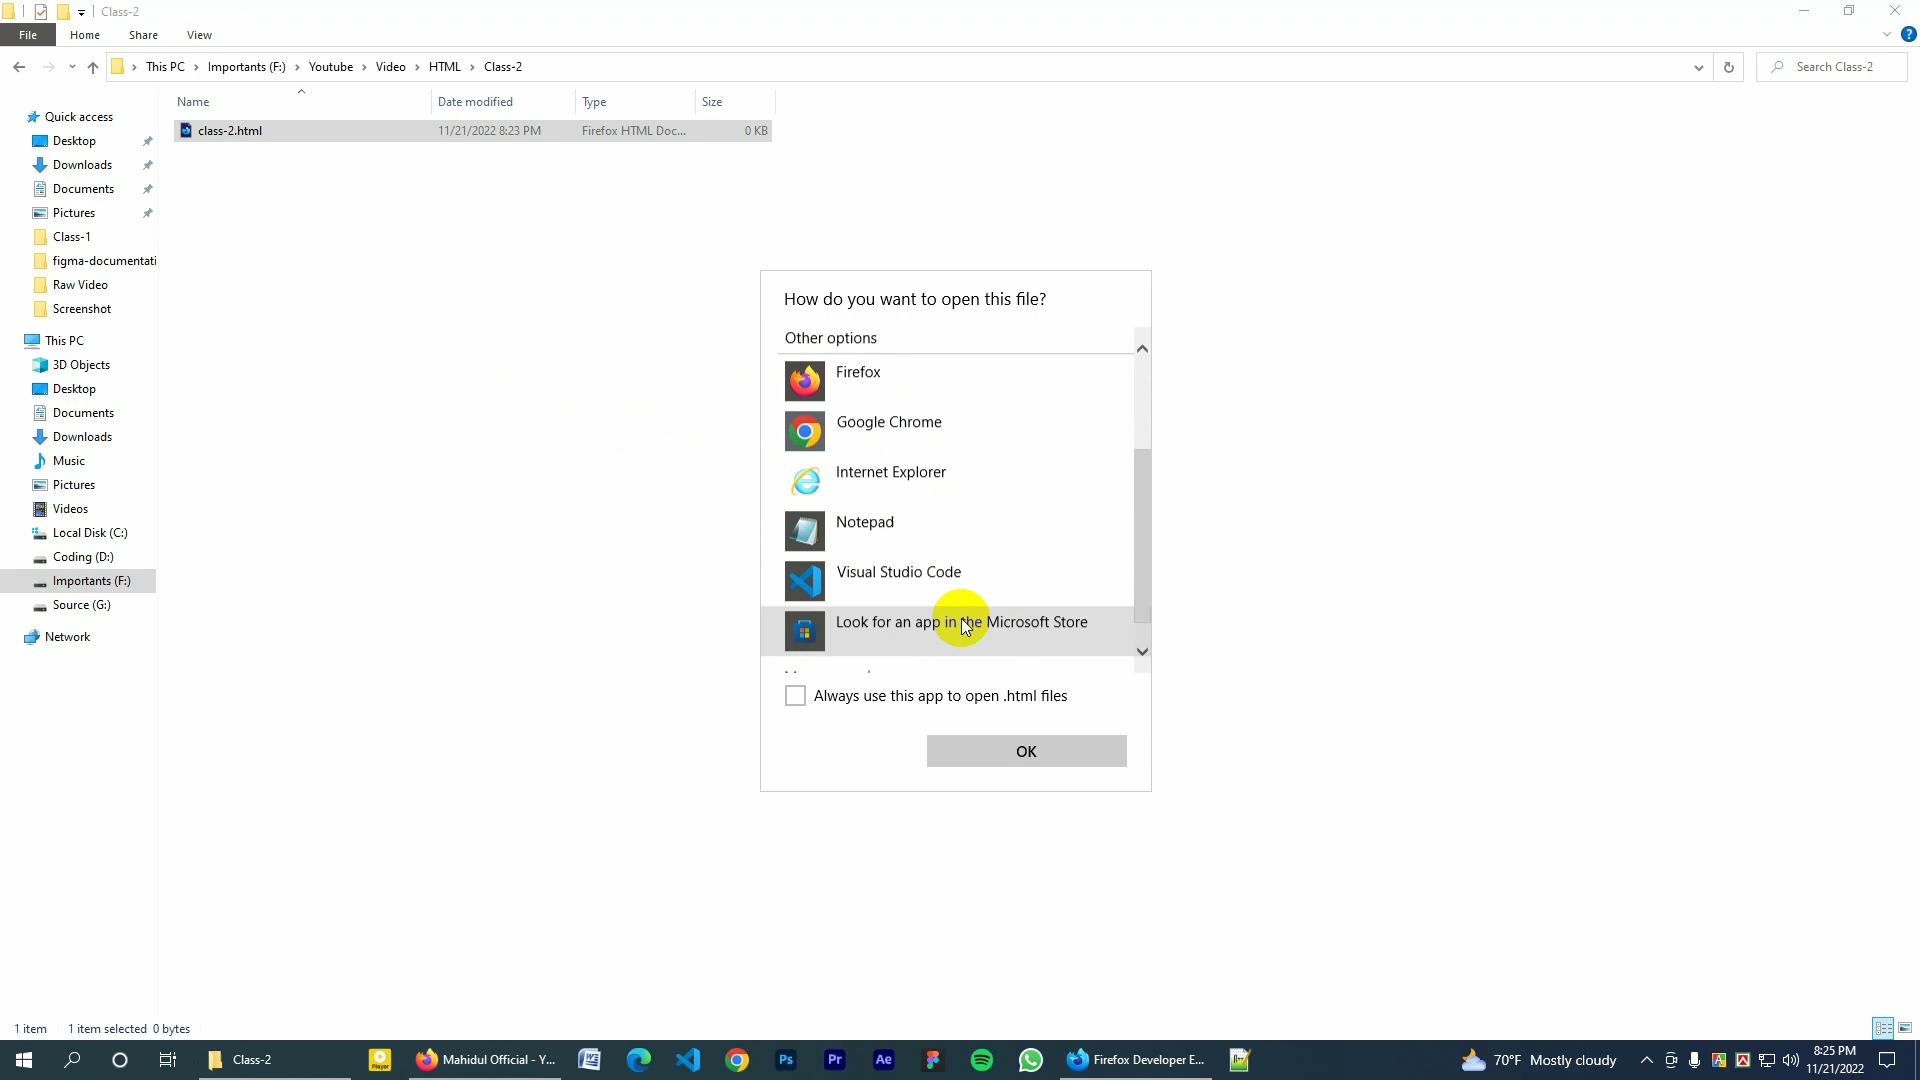 Class-2
File Home Share View
This PC Importants (F:) Youtube Video HTML Class-2
Search Class-2
Name Date modified Type Size
class-2.html 11/21/2022 8:23 PM Firefox HTML Doc... 0 KB
Quick access
Desktop
Downloads
Documents
Pictures
Class-1
figma-documentati
Raw Video
Screenshot
This PC
3D Objects
Desktop
Documents
Downloads
Music
Pictures
Videos
Local Disk (C:)
Coding (D:)
Importants (F:)
Source (G:)
Network
How do you want to open this file?
Other options
Firefox
Google Chrome
Internet Explorer
Notepad
Visual Studio Code
Look for an app in the Microsoft Store
Always use this app to open .html files
OK
1 item 1 item selected 0 bytes
Class-2
Player
Mahidul Official - Y...
Ps
Pr
Ae
Firefox Developer E...
70°F Mostly cloudy
8:25 PM
11/21/2022